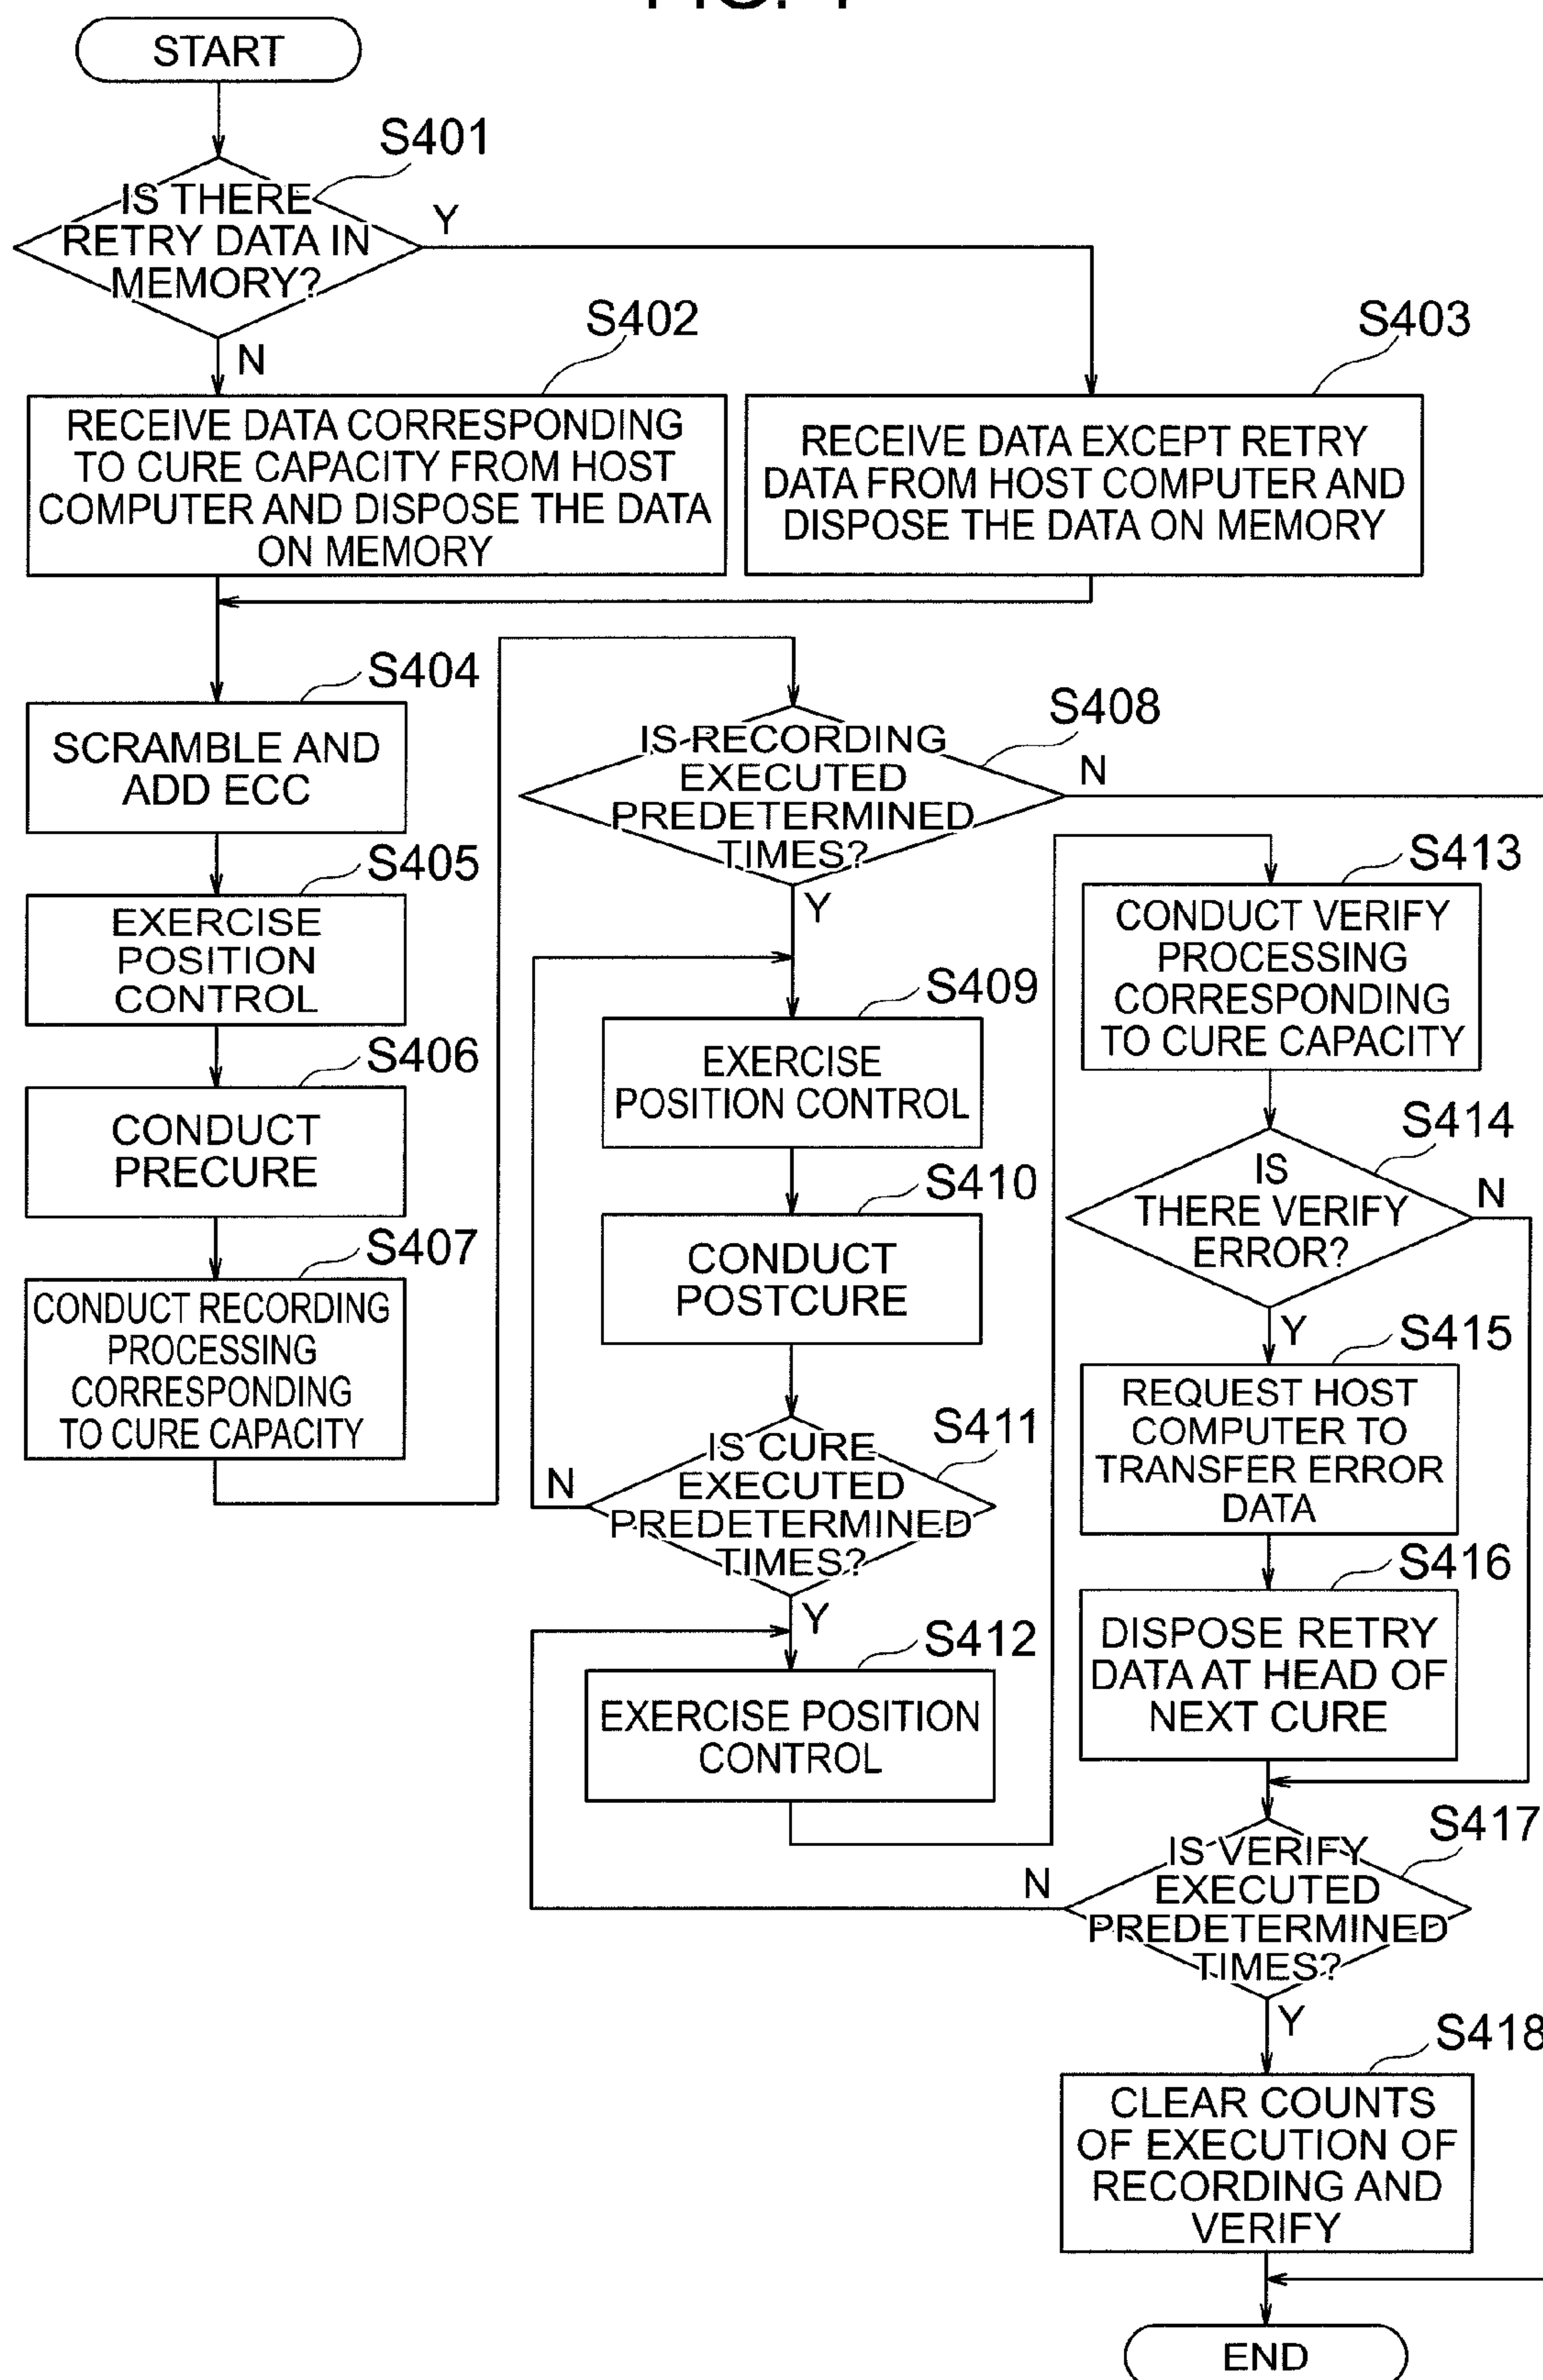 START
S401
IS THERE
RETRY DATA IN
MEMORY?
Y
N
S402
RECEIVE DATA CORRESPONDING
TO CURE CAPACITY FROM HOST
COMPUTER AND DISPOSE THE DATA
ON MEMORY
S403
RECEIVE DATA EXCEPT RETRY
DATA FROM HOST COMPUTER AND
DISPOSE THE DATA ON MEMORY
S404
SCRAMBLE AND
ADD ECC
S405
EXERCISE
POSITION
CONTROL
S406
CONDUCT
PRECURE
S407
CONDUCT RECORDING
PROCESSING
CORRESPONDING
TO CURE CAPACITY
S408
IS RECORDING
EXECUTED
PREDETERMINED
TIMES?
N
Y
S409
EXERCISE
POSITION CONTROL
S410
CONDUCT
POSTCURE
S411
IS CURE
EXECUTED
PREDETERMINED
TIMES?
N
Y
S412
EXERCISE POSITION
CONTROL
S413
CONDUCT VERIFY
PROCESSING
CORRESPONDING
TO CURE CAPACITY
S414
IS
THERE VERIFY
ERROR?
N
Y
S415
REQUEST HOST
COMPUTER TO
TRANSFER ERROR
DATA
S416
DISPOSE RETRY
DATA AT HEAD OF
NEXT CURE
S417
IS VERIFY
EXECUTED
PREDETERMINED
TIMES?
N
Y
S418
CLEAR COUNTS
OF EXECUTION OF
RECORDING AND
VERIFY
END